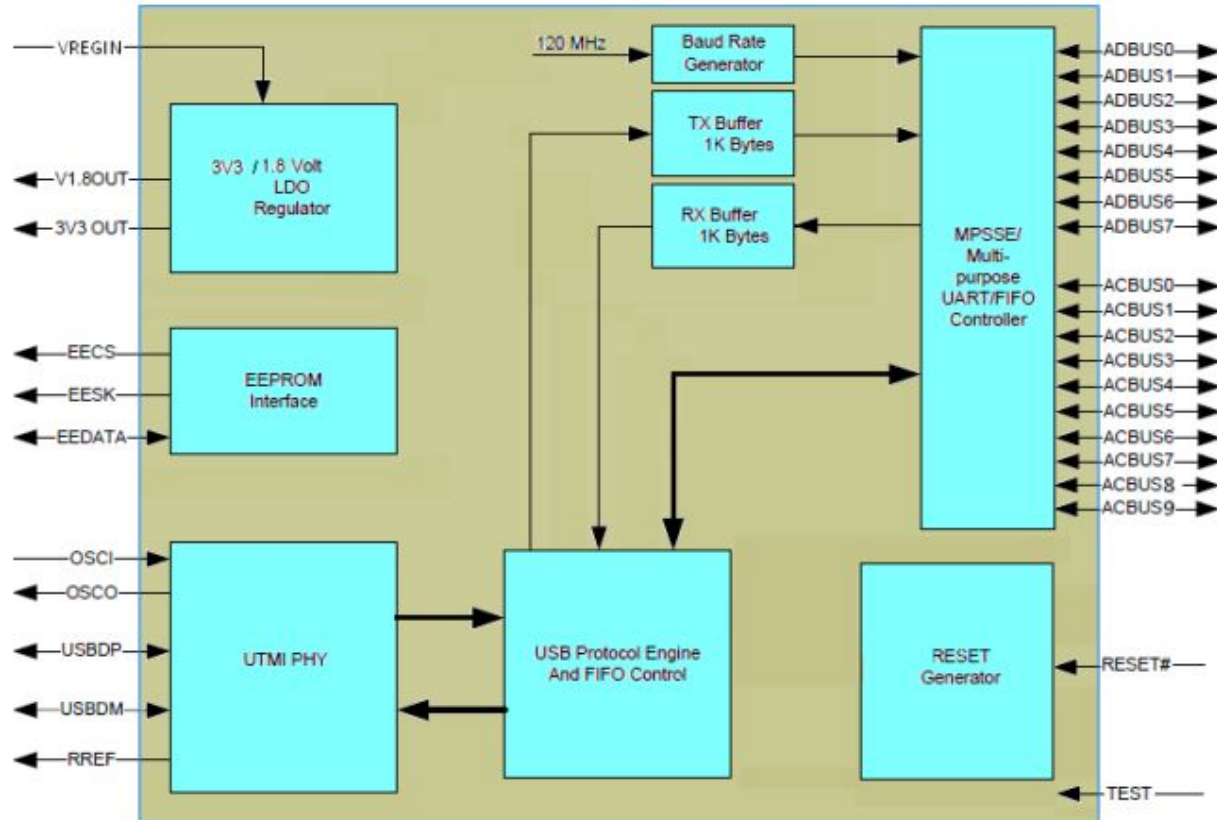 VREGIN
120 MHz
Baud Rate
Generator
TX Buffer
1K Bytes
RX Buffer
1K Bytes
3V3 / 1.8 Volt
LDO
Regulator
V1.8OUT
3V3 OUT
MPSSE/
Multi-
purpose
UART/FIFO
Controller
ADBUS0
ADBUS1
ADBUS2
ADBUS3
ADBUS4
ADBUS5
ADBUS6
ADBUS7
ACBUS0
ACBUS1
ACBUS2
ACBUS3
ACBUS4
ACBUS5
ACBUS6
ACBUS7
ACBUS8
ACBUS9
EECS
EESK
EEDATA
EEPROM
Interface
OSCI
OSCO
USBDP
USBDM
RREF
UTMI PHY
USB Protocol Engine
And FIFO Control
RESET
Generator
RESET#
TEST